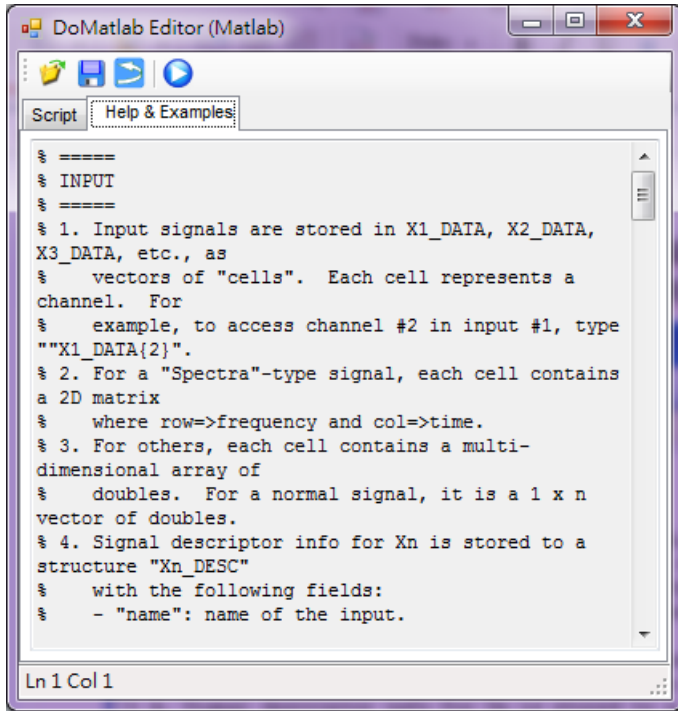 DoMatlab Editor (Matlab)
Script Help & Examples
% =====
% INPUT
% =====
% 1. Input signals are stored in X1_DATA, X2_DATA,
X3_DATA, etc., as
%    vectors of "cells".  Each cell represents a
channel.  For
%    example, to access channel #2 in input #1, type
""X1_DATA{2}".
% 2. For a "Spectra"-type signal, each cell contains
a 2D matrix
%    where row=>frequency and col=>time.
% 3. For others, each cell contains a multi-
dimensional array of
%    doubles.  For a normal signal, it is a 1 x n
vector of doubles.
% 4. Signal descriptor info for Xn is stored to a
structure "Xn_DESC"
%    with the following fields:
%    - "name": name of the input.
Ln 1 Col 1